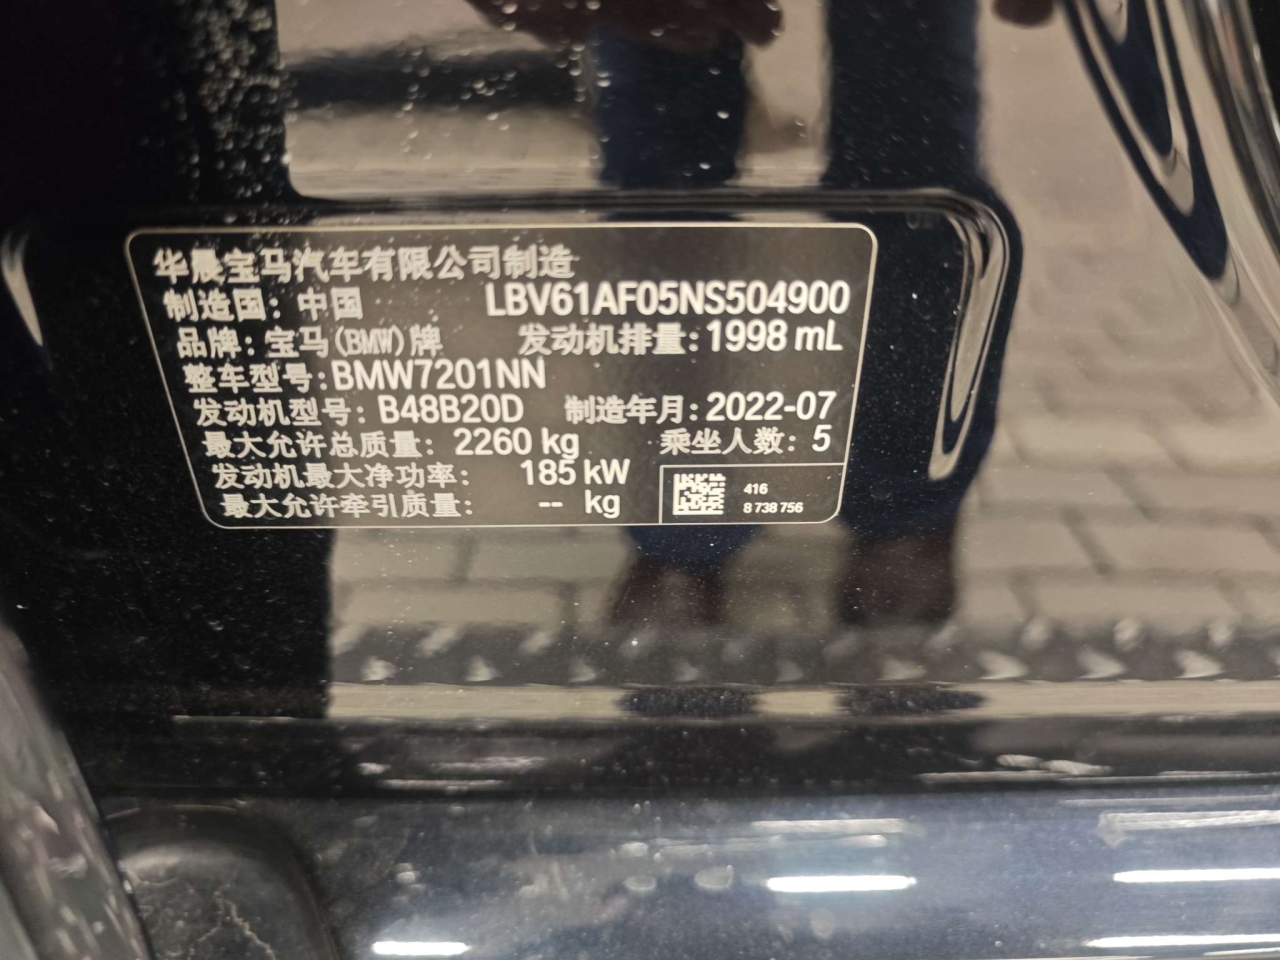 华晨宝马汽车有限公司制造
制造国：中国 LBV61AF05NS504900
品牌：宝马(BMW)牌 发动机排量：1998 mL
整车型号：BMW7201NN
发动机型号：B48B20D 制造年月：2022-07
最大允许总质量：2260 kg 乘坐人数：5
发动机最大净功率：185 kW
最大允许牵引质量：-- kg
416
8 738 756